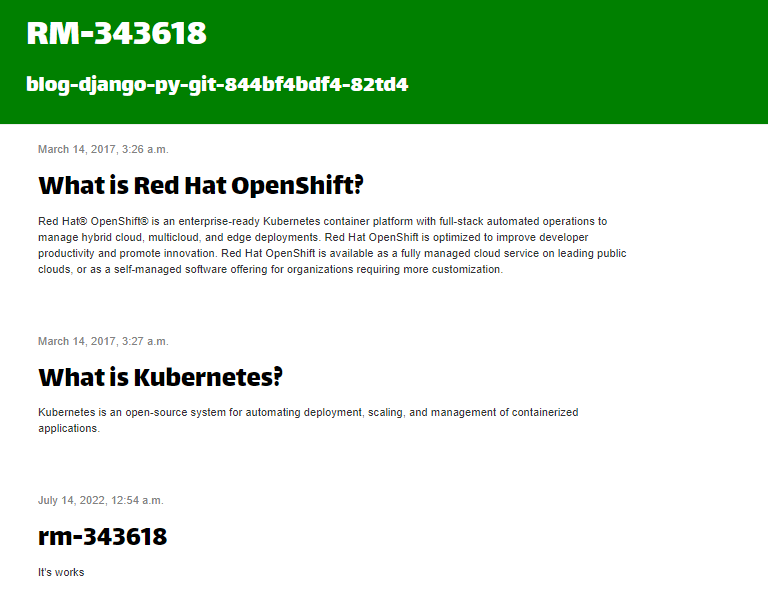 RM-343618
blog-django-py-git-844bf4bdf4-82td4
March 14, 2017, 3:26 a.m.
What is Red Hat OpenShift?
Red Hat® OpenShift® is an enterprise-ready Kubernetes container platform with full-stack automated operations to
manage hybrid cloud, multicloud, and edge deployments. Red Hat OpenShift is optimized to improve developer
productivity and promote innovation. Red Hat OpenShift is available as a fully managed cloud service on leading public
clouds, or as a self-managed software offering for organizations requiring more customization.
March 14, 2017, 3:27 a.m.
What is Kubernetes?
Kubernetes is an open-source system for automating deployment, scaling, and management of containerized
applications.
July 14, 2022, 12:54 a.m.
rm-343618
It's works